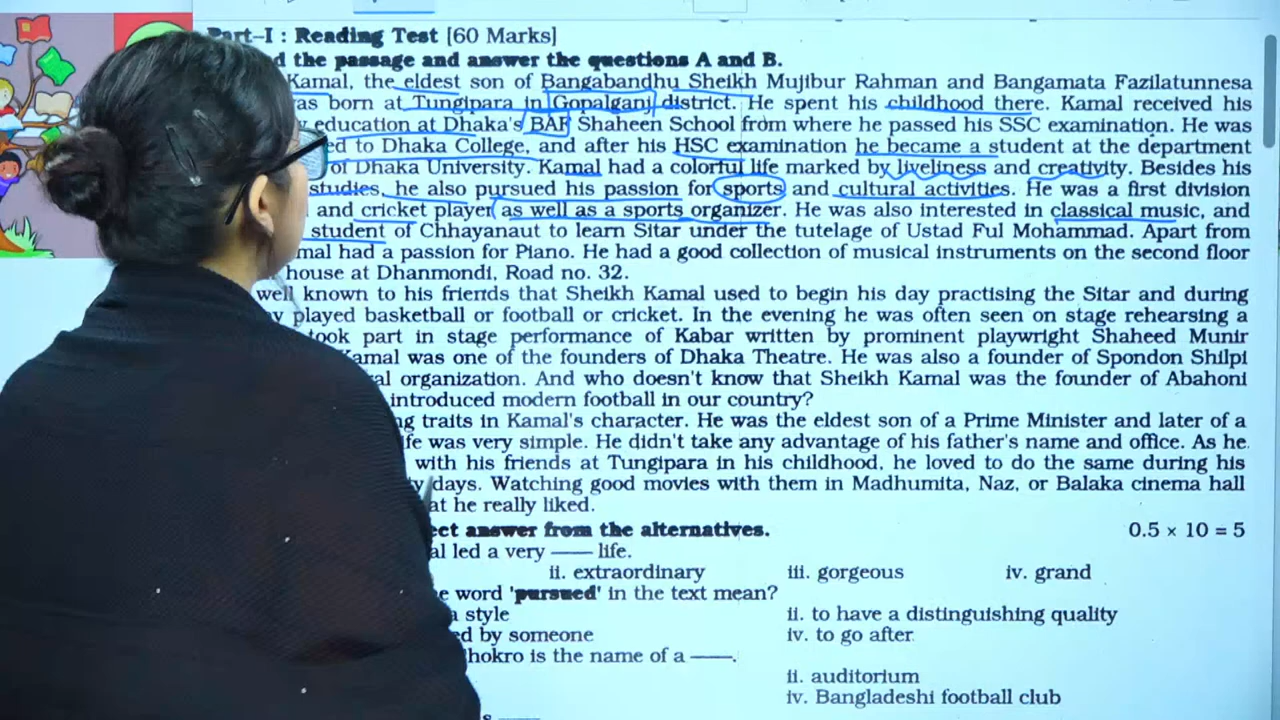 Part-I : Reading Test [60 Marks]
the passage and answer the questions A and B.
Kamal, the eldest son of Bangabandhu Sheikh Mujibur Rahman and Bangamata Fazilatunnesa
born at Tungipara in Gopalganj district. He spent his childhood there. Kamal received his
education at Dhaka's BAF Shaheen School from where he passed his SSC examination. He was
to Dhaka College, and after his HSC examination he became a student at the department
of Dhaka University. Kamal had a colorful life marked by liveliness and creativity. Besides his
studies, he also pursued his passion for sports and cultural activities. He was a first division
and cricket player as well as a sports organizer. He was also interested in classical music, and
student of Chhayanaut to learn Sitar under the tutelage of Ustad Ful Mohammad. Apart from
had a passion for Piano. He had a good collection of musical instruments on the second floor
house at Dhanmondi, Road no. 32.
well known to his friends that Sheikh Kamal used to begin his day practising the Sitar and during
played basketball or football or cricket. In the evening he was often seen on stage rehearsing a
took part in stage performance of Kabar written by prominent playwright Shaheed Munir
Kamal was one of the founders of Dhaka Theatre. He was also a founder of Spondon Shilpi
organization. And who doesn't know that Sheikh Kamal was the founder of Abahoni
introduced modern football in our country?
traits in Kamal's character. He was the eldest son of a Prime Minister and later of a
was very simple. He didn't take any advantage of his father's name and office. As he
with his friends at Tungipara in his childhood, he loved to do the same during his
days. Watching good movies with them in Madhumita, Naz, or Balaka cinema hall
he really liked.
answer from the alternatives. 0.5 × 10 = 5
led a very —— life.
ii. extraordinary iii. gorgeous iv. grand
word 'pursued' in the text mean?
style ii. to have a distinguishing quality
by someone iv. to go after
is the name of a ——.
ii. auditorium
iv. Bangladeshi football club